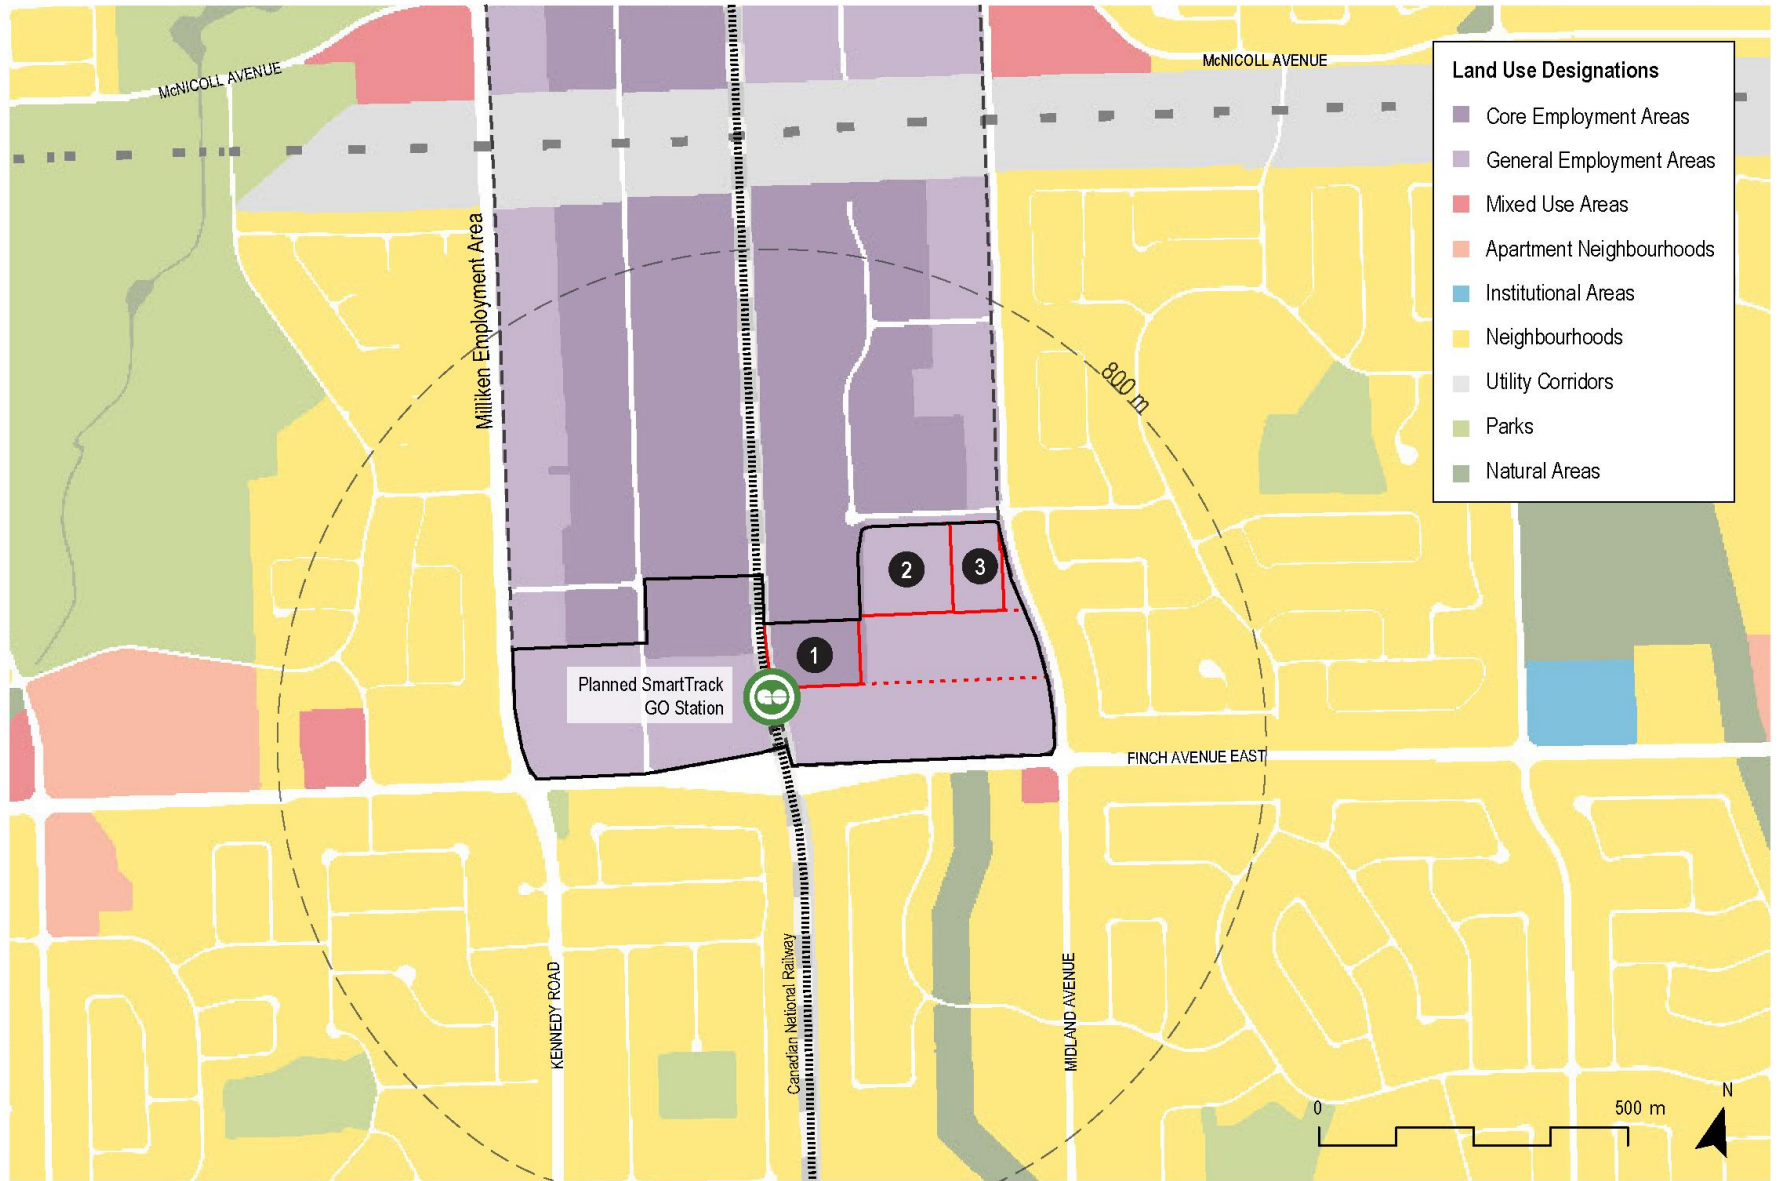 McNICOLL AVENUE
McNICOLL AVENUE
Land Use Designations
Core Employment Areas
General Employment Areas
Mixed Use Areas
Apartment Neighbourhoods
Institutional Areas
Neighbourhoods
Utility Corridors
Parks
Natural Areas
Milliken Employment Area
800 m
2
3
1
Planned SmartTrack
GO Station
FINCH AVENUE EAST
KENNEDY ROAD
Canadian National Railway
MIDLAND AVENUE
0
500 m
N